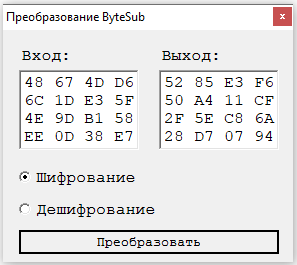 Преобразование ByteSub
x
Вход:
48 67 4D D6
6C 1D E3 5F
4E 9D B1 58
EE 0D 38 E7
Выход:
52 85 E3 F6
50 A4 11 CF
2F 5E C8 6A
28 D7 07 94
Шифрование
Дешифрование
Преобразовать